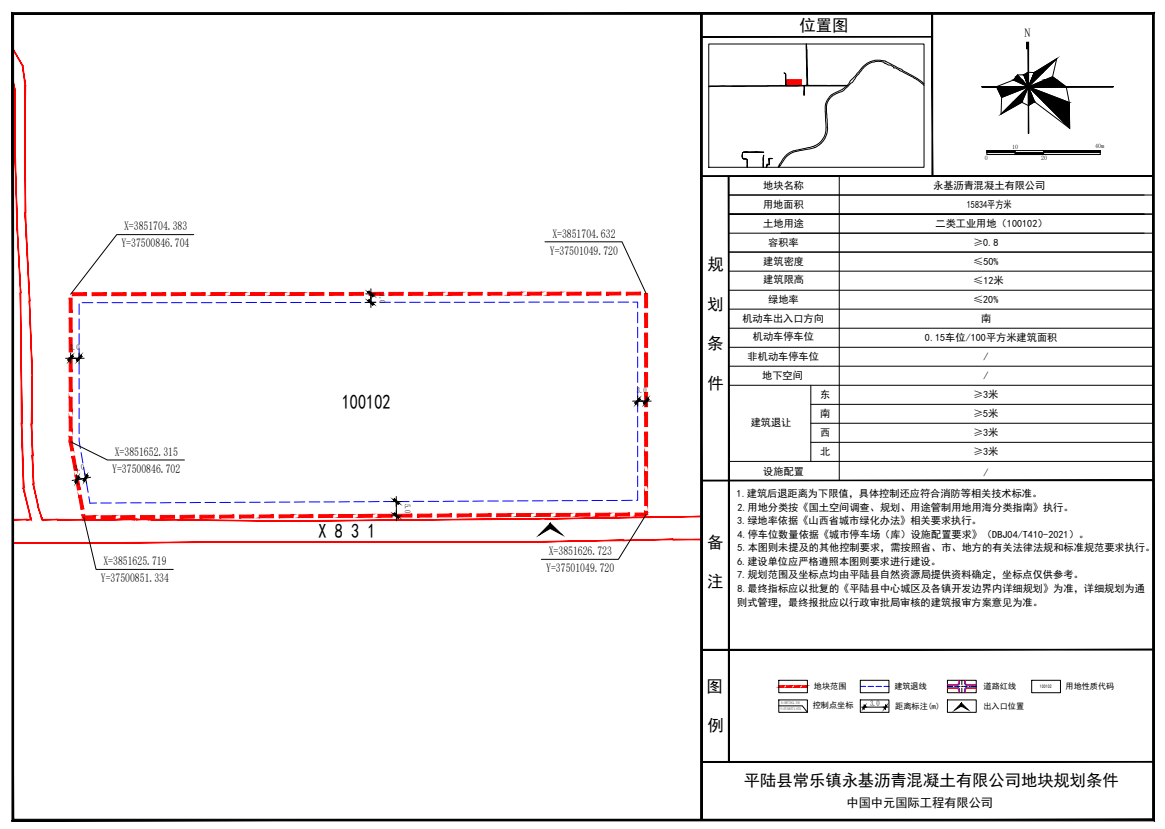 位置图
N
10
40m
0
20
X=3851704.383
Y=37500846.704
X=3851704.632
Y=37501049.720
100102
X=3851652.315
Y=37500846.702
5.0
X831
X=3851625.719
Y=37500851.334
X=3851626.723
Y=37501049.720
规划条件
地块名称 永基沥青混凝土有限公司
用地面积 15834平方米
土地用途 二类工业用地（100102）
容积率 ≥0.8
建筑密度 ≤50%
建筑限高 ≤12米
绿地率 ≤20%
机动车出入口方向 南
机动车停车位 0.15车位/100平方米建筑面积
非机动车停车位 /
地下空间 /
建筑退让
东 ≥3米
南 ≥5米
西 ≥3米
北 ≥3米
设施配置 /
备注
1. 建筑后退距离为下限值，具体控制还应符合消防等相关技术标准。
2. 用地分类按《国土空间调查、规划、用途管制用地用海分类指南》执行。
3. 绿地率依据《山西省城市绿化办法》相关要求执行。
4. 停车位数量依据《城市停车场（库）设施配置要求》（DBJ04/T410-2021）。
5. 本图则未提及的其他控制要求，需按照省、市、地方的有关法律法规和标准规范要求执行。
6. 建设单位应严格遵照本图则要求进行建设。
7. 规划范围及坐标点均由平陆县自然资源局提供资料确定，坐标点仅供参考。
8. 最终指标应以批复的《平陆县中心城区及各镇开发边界内详细规划》为准，详细规划为通
则式管理，最终报批应以行政审批局审核的建筑报审方案意见为准。
图例
地块范围 建筑退线 道路红线 100102 用地性质代码
控制点坐标 3.0 距离标注(m) 出入口位置
平陆县常乐镇永基沥青混凝土有限公司地块规划条件
中国中元国际工程有限公司